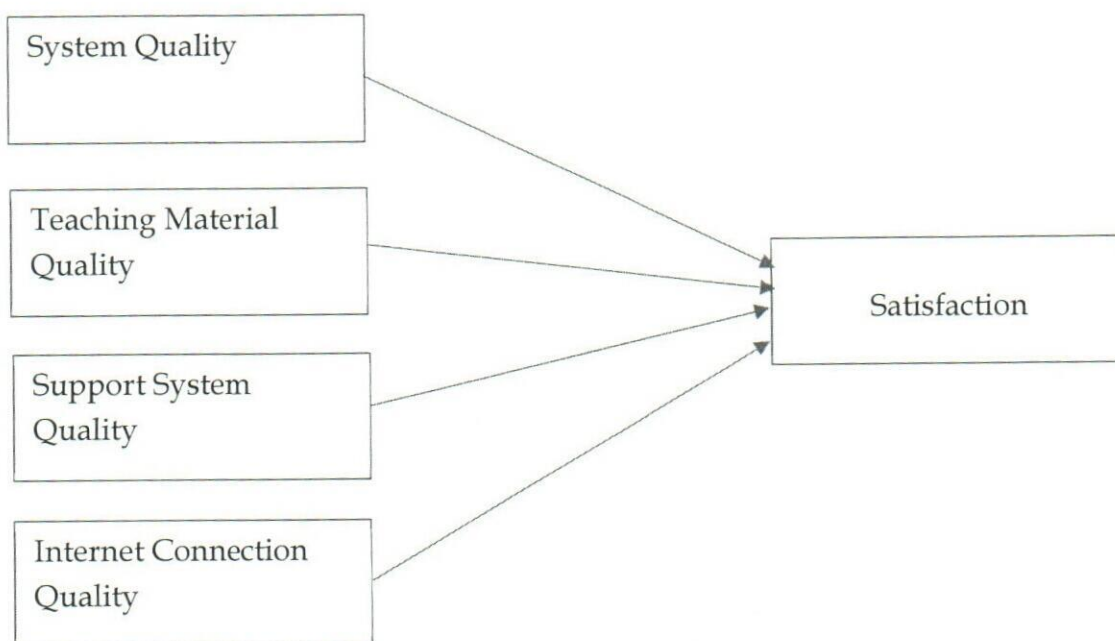 System Quality
Teaching Material
Quality
Support System
Quality
Internet Connection
Quality
Satisfaction